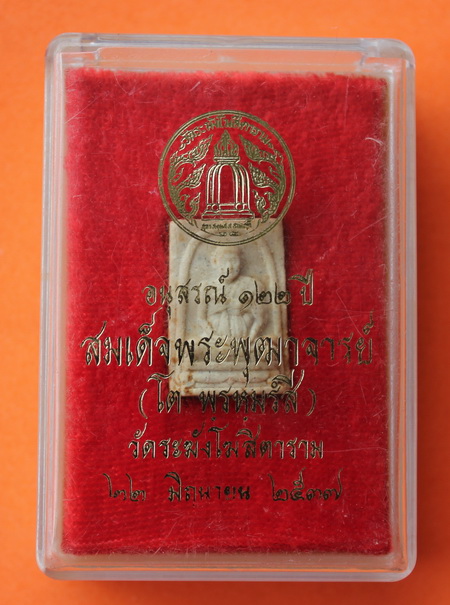 อนุสรณ์ ๑๒๒ ปี
สมเด็จพระพุฒาจารย์
(โต พรหมรังสี)
วัดระฆังโฆสิตาราม
๒๒ มิถุนายน ๒๕๓๗